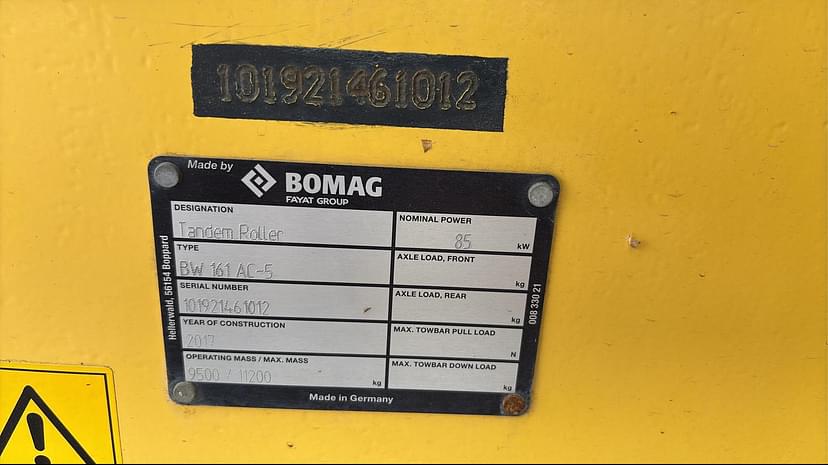 101921461012
Made by
BOMAG
FAYAT GROUP
DESIGNATION
Tandem Roller
TYPE
BW 161 AC-5
SERIAL NUMBER
101921461012
YEAR OF CONSTRUCTION
2017
OPERATING MASS / MAX. MASS
9500 / 11200 kg
NOMINAL POWER
85 kW
AXLE LOAD, FRONT
kg
AXLE LOAD, REAR
kg
MAX. TOWBAR PULL LOAD
N
MAX. TOWBAR DOWN LOAD
kg
Hellerwald, 56154 Boppard
008 330 21
Made in Germany